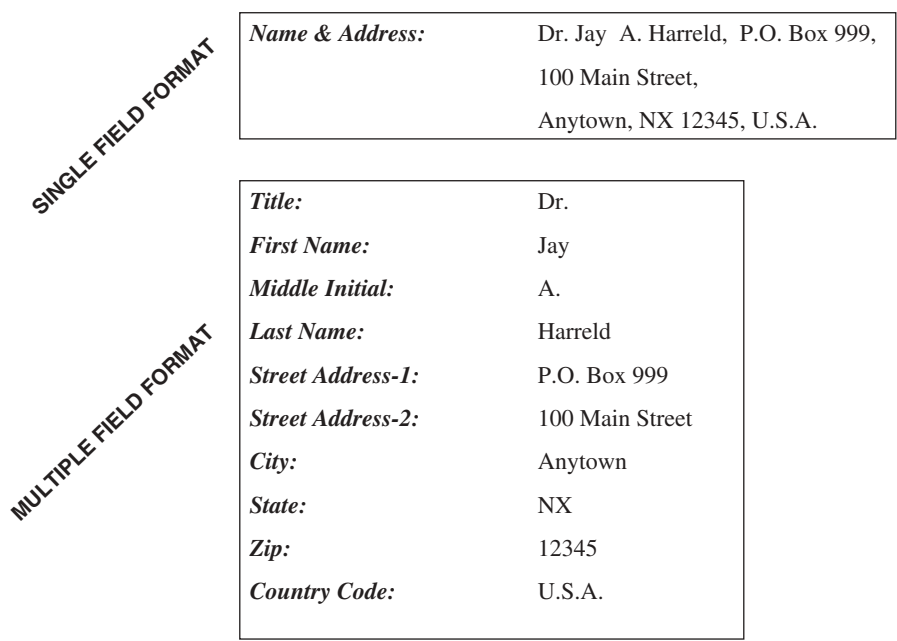 SINGLE FIELD FORMAT
Name & Address: Dr. Jay A. Harreld, P.O. Box 999,
100 Main Street,
Anytown, NX 12345, U.S.A.
MULTIPLE FIELD FORMAT
Title: Dr.
First Name: Jay
Middle Initial: A.
Last Name: Harreld
Street Address-1: P.O. Box 999
Street Address-2: 100 Main Street
City: Anytown
State: NX
Zip: 12345
Country Code: U.S.A.